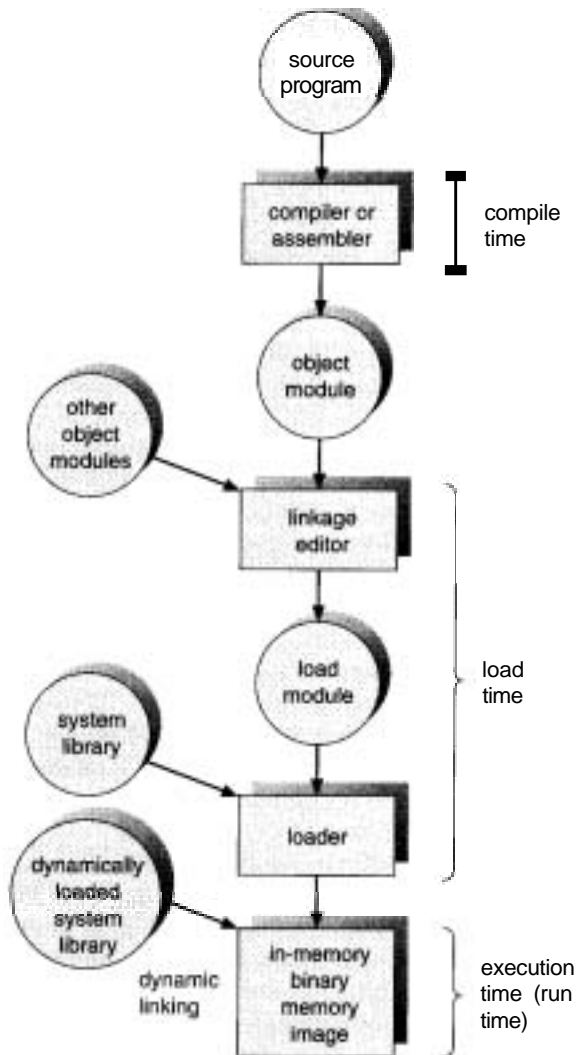 source
program
compiler or
assembler
compile
time
object
module
other
object
modules
linkage
editor
load
module
load
time
system
library
loader
dynamically
loaded
system
library
dynamic
linking
in-memory
binary
memory
image
execution
time (run
time)